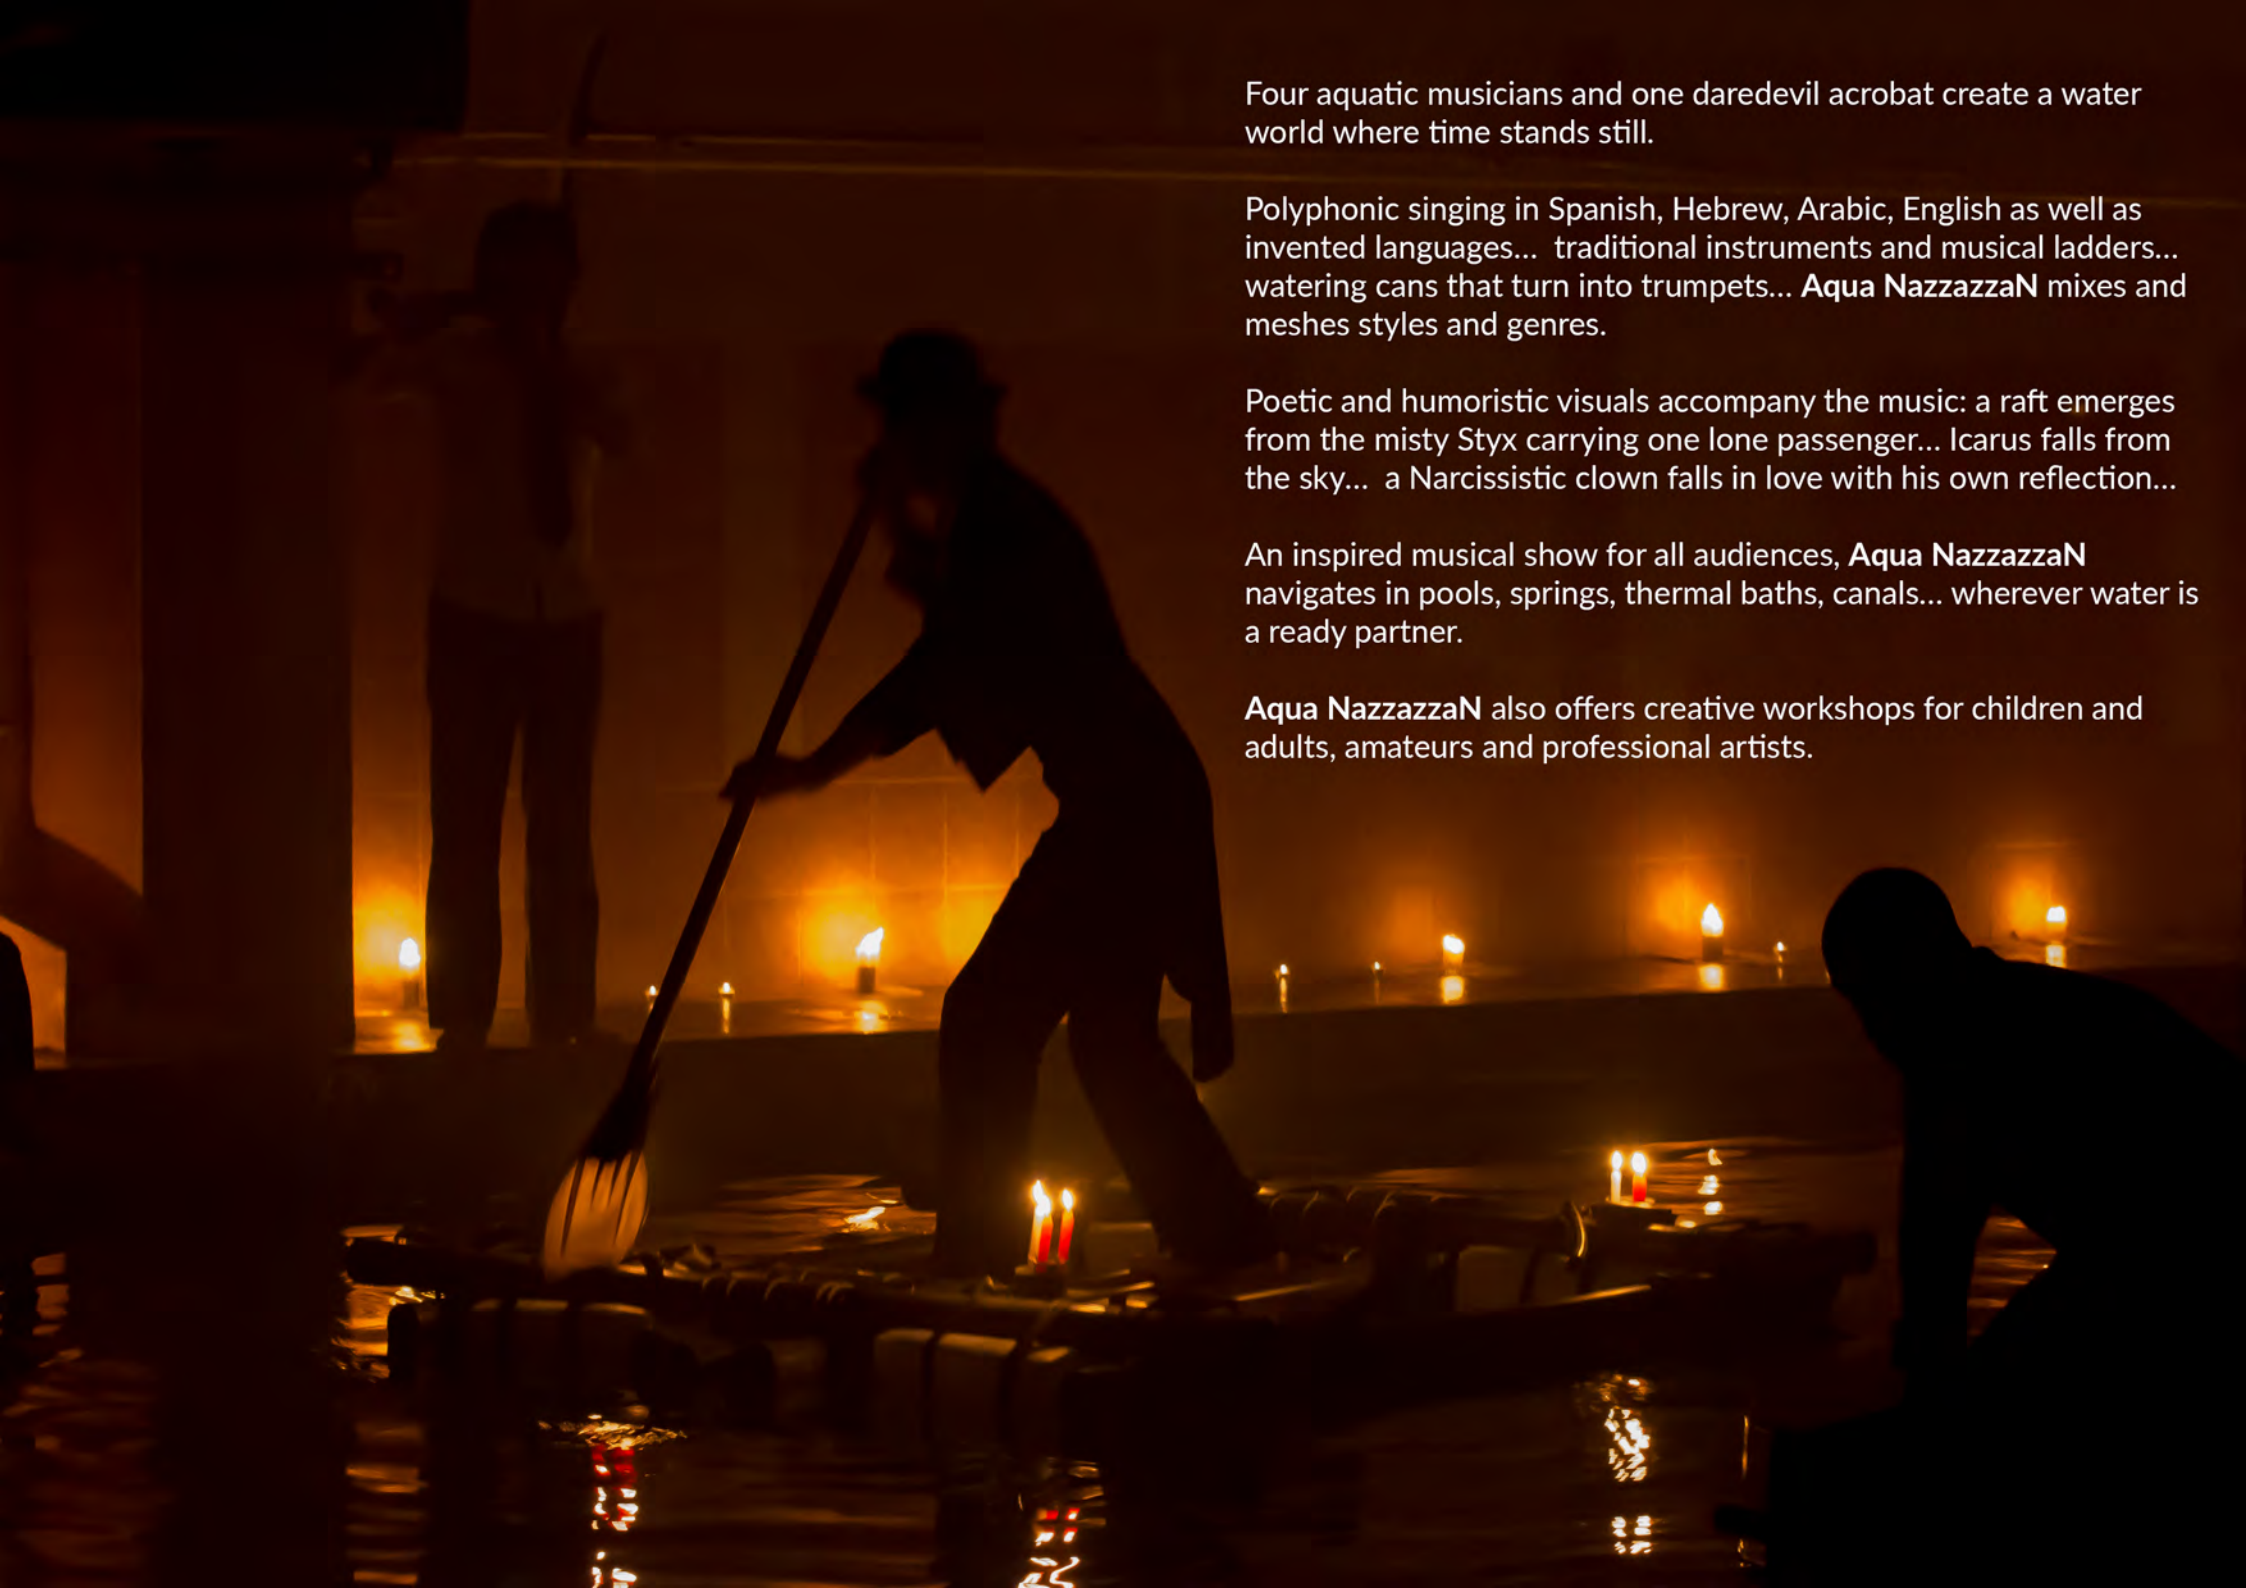 Four aquatic musicians and one daredevil acrobat create a water
world where time stands still.
Polyphonic singing in Spanish, Hebrew, Arabic, English as well as
invented languages...  traditional instruments and musical ladders...
watering cans that turn into trumpets... Aqua NazzazzaN mixes and
meshes styles and genres.
Poetic and humoristic visuals accompany the music: a raft emerges
from the misty Styx carrying one lone passenger... Icarus falls from
the sky...  a Narcissistic clown falls in love with his own reflection...
An inspired musical show for all audiences, Aqua NazzazzaN
navigates in pools, springs, thermal baths, canals... wherever water is
a ready partner.
Aqua NazzazzaN also offers creative workshops for children and
adults, amateurs and professional artists.